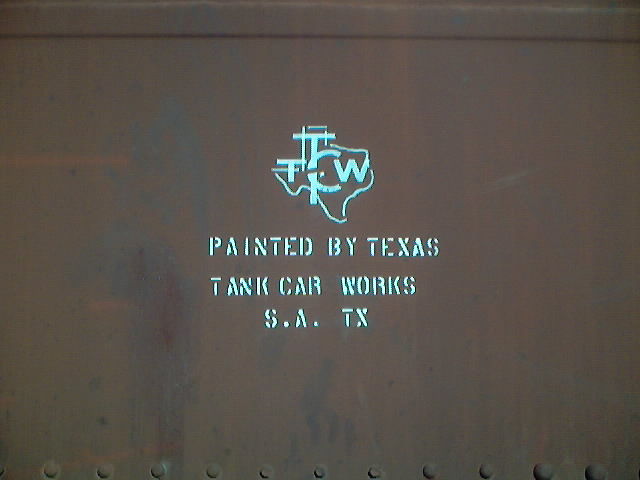 TTCW
PAINTED BY TEXAS
TANK CAR WORKS
S.A. TX